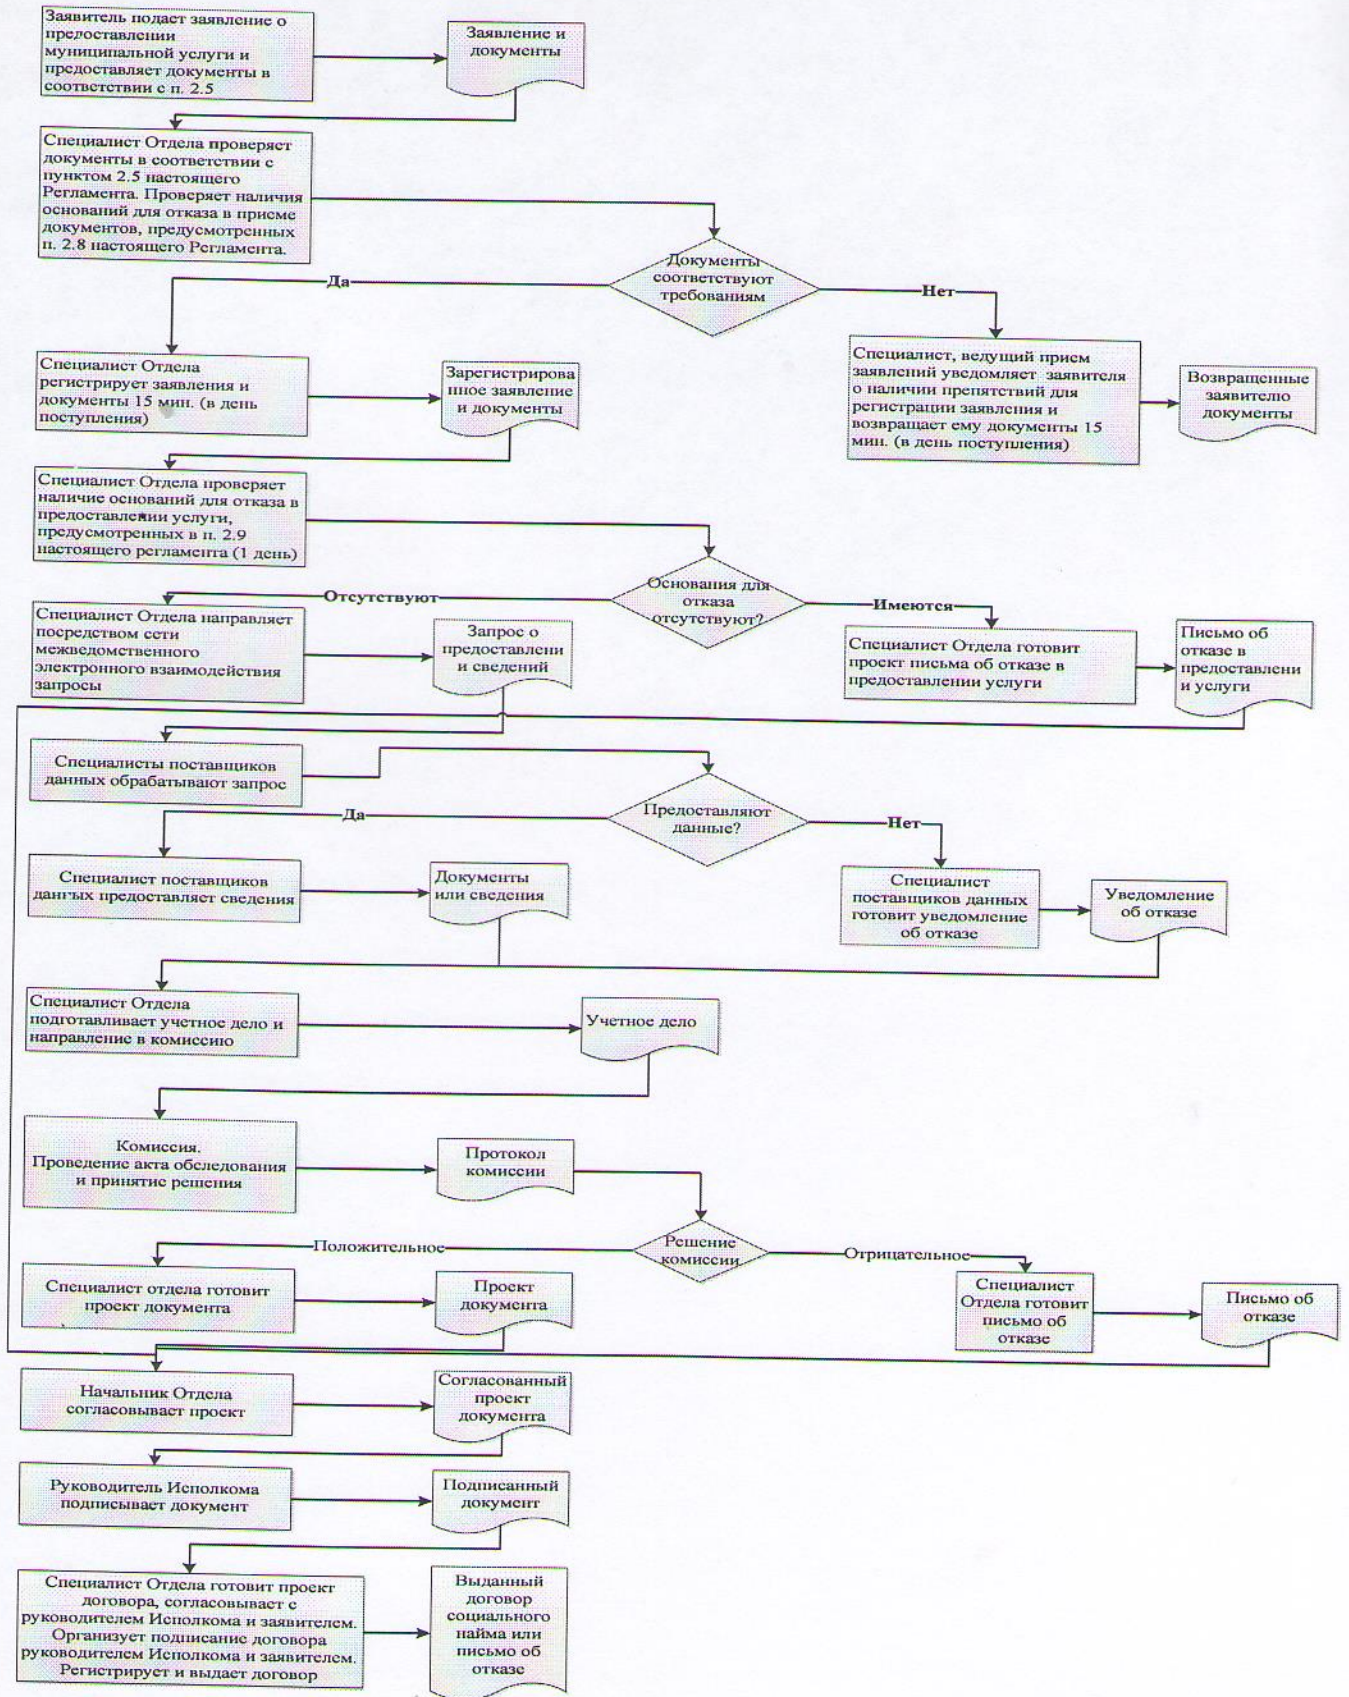 Заявитель подает заявление о
предоставлении
муниципальной услуги и
предоставляет документы в
соответствии с п. 2.5
Заявление и
документы
Специалист Отдела проверяет
документы в соответствии с
пунктом 2.5 настоящего
Регламента. Проверяет наличия
оснований для отказа в приеме
документов, предусмотренных
п. 2.8 настоящего Регламента.
Документы
соответствуют
требованиям
Да
Нет
Специалист Отдела
регистрирует заявления и
документы 15 мин. (в день
поступления)
Зарегистрирова
нное заявление
и документы
Специалист, ведущий прием
заявлений уведомляет заявителя
о наличии препятствий для
регистрации заявления и
возвращает ему документы 15
мин. (в день поступления)
Возвращенные
заявителю
документы
Специалист Отдела проверяет
наличие оснований для отказа в
предоставлении услуги,
предусмотренных в п. 2.9
настоящего регламента (1 день)
Основания для
отказа
отсутствуют?
Отсутствуют
Имеются
Специалист Отдела направляет
посредством сети
межведомственного
электронного взаимодействия
запросы
Запрос о
предоставлени
и сведений
Специалист Отдела готовит
проект письма об отказе в
предоставлении услуги
Письмо об
отказе в
предоставлени
и услуги
Специалисты поставщиков
данных обрабатывают запрос
Предоставляют
данные?
Да
Нет
Специалист поставщиков
данных предоставляет сведения
Документы
или сведения
Специалист
поставщиков данных
готовит уведомление
об отказе
Уведомление
об отказе
Специалист Отдела
подготавливает учетное дело и
направление в комиссию
Учетное дело
Комиссия.
Проведение акта обследования
и принятие решения
Протокол
комиссии
Решение
комиссии
Положительное
Отрицательное
Специалист отдела готовит
проект документа
Проект
документа
Специалист
Отдела готовит
письмо об
отказе
Письмо об
отказе
Начальник Отдела
согласовывает проект
Согласованный
проект
документа
Руководитель Исполкома
подписывает документ
Подписанный
документ
Специалист Отдела готовит проект
договора, согласовывает с
руководителем Исполкома и заявителем.
Организует подписание договора
руководителем Исполкома и заявителем.
Регистрирует и выдает договор
Выданный
договор
социального
найма или
письмо об
отказе